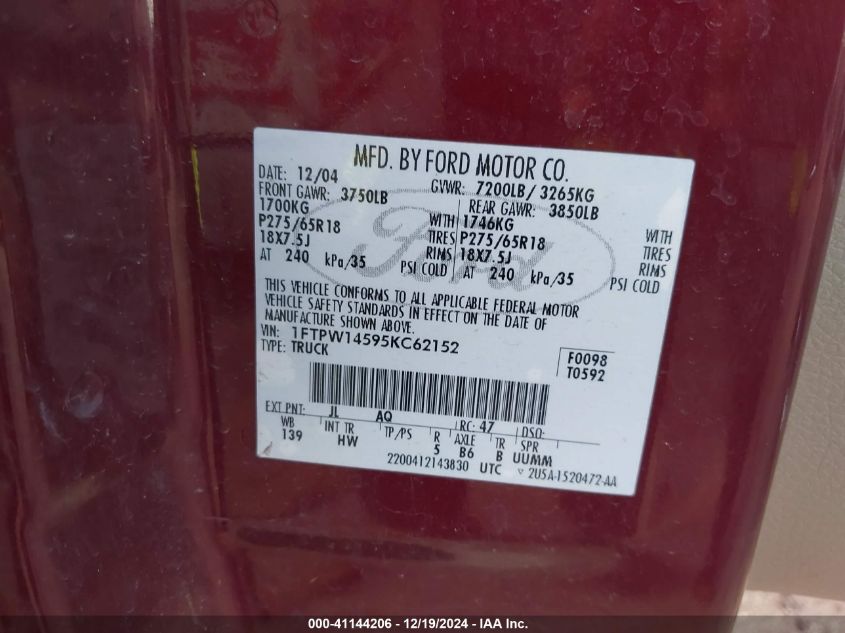 MFD. BY FORD MOTOR CO.
DATE: 12/04 GVWR: 7200LB/ 3265KG
FRONT GAWR: 3750LB REAR GAWR: 3850LB
1700KG WITH 1746KG WITH
P275/65R18 TIRES P275/65R18 TIRES
18X7.5J RIMS 18X7.5J RIMS
AT 240 kPa/35 PSI COLD AT 240 kPa/35 PSI COLD
Ford
THIS VEHICLE CONFORMS TO ALL APPLICABLE FEDERAL MOTOR
VEHICLE SAFETY STANDARDS IN EFFECT ON THE DATE OF
MANUFACTURE SHOWN ABOVE.
VIN: 1FTPW14595KC62152
TYPE: TRUCK
F0098
T0592
EXT PNT: JL AQ RC: 47 DSO:
WB INT TR TP/PS R AXLE TR SPR
139 HW 5 B6 B UUMM
2200412143830 UTC ▽ 2U5A-1520472-AA
000-41144206 - 12/19/2024 - IAA Inc.